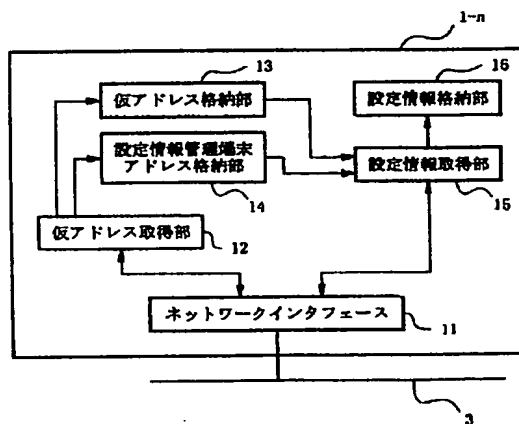 1-n
13
16
仮アドレス格納部
設定情報格納部
設定情報管理端末
アドレス格納部
設定情報取得部
14
15
仮アドレス取得部
12
ネットワークインタフェース
11
3